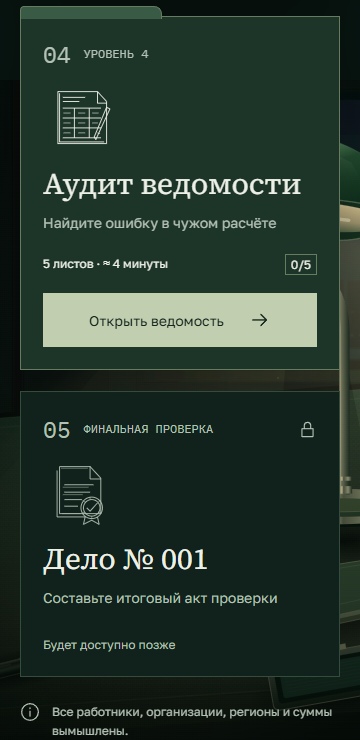 04 УРОВЕНЬ 4
Аудит ведомости
Найдите ошибку в чужом расчёте
5 листов · ≈ 4 минуты 0/5
Открыть ведомость →
05 ФИНАЛЬНАЯ ПРОВЕРКА
Дело № 001
Составьте итоговый акт проверки
Будет доступно позже
Все работники, организации, регионы и суммы
вымышлены.